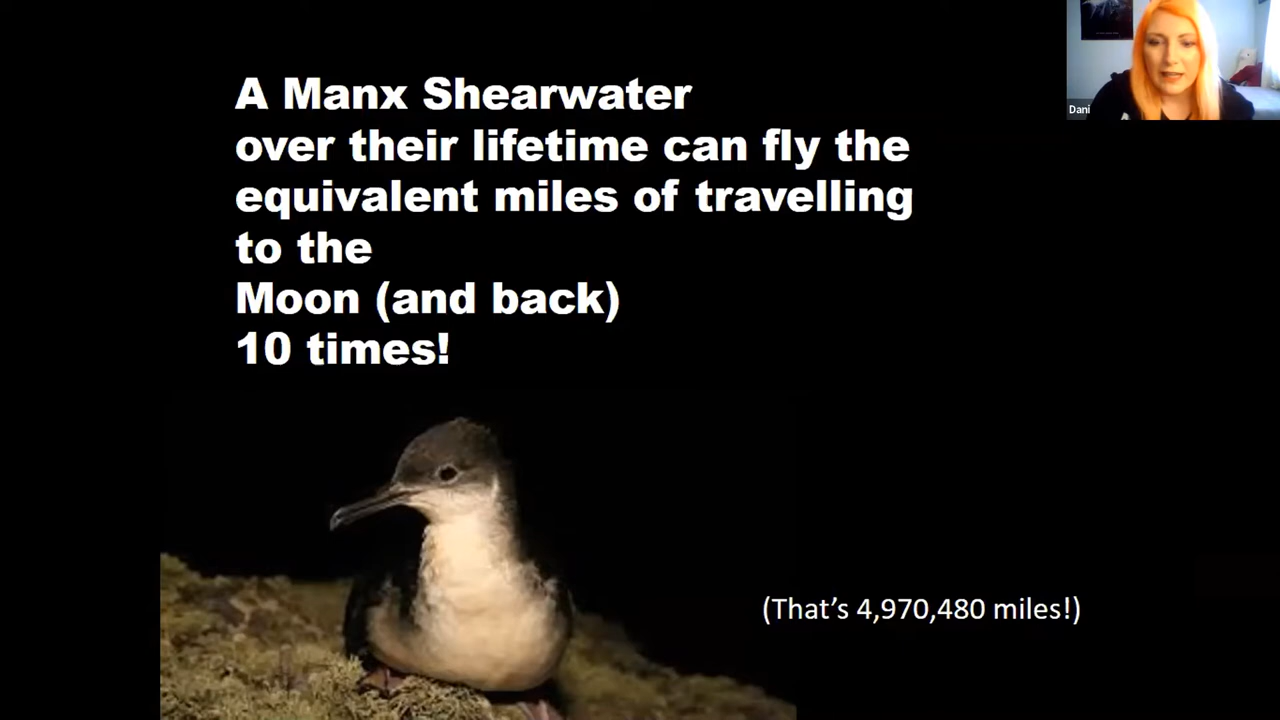 A Manx Shearwater
over their lifetime can fly the
equivalent miles of travelling
to the
Moon (and back)
10 times!
(That's 4,970,480 miles!)
Dani